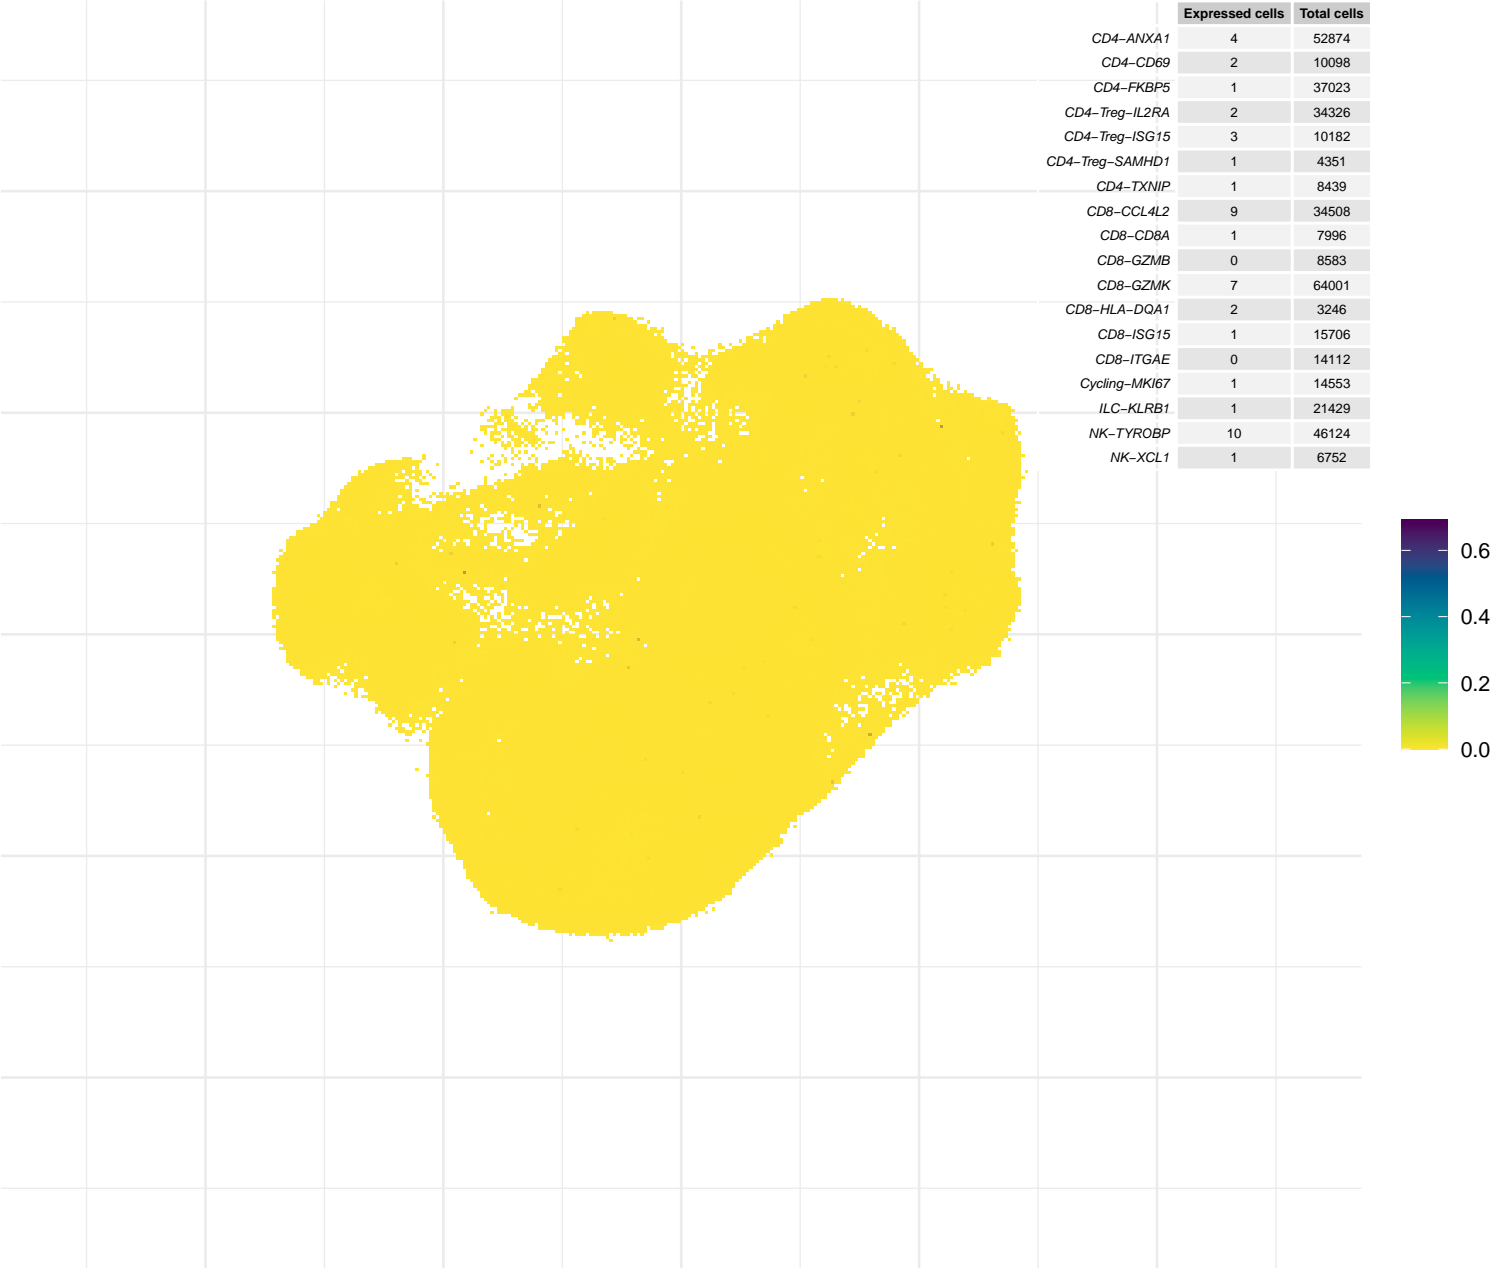 Expressed cells Total cells
CD4−ANXA1 4 52874
CD4−CD69 2 10098
CD4−FKBP5 1 37023
CD4−Treg−IL2RA 2 34326
CD4−Treg−ISG15 3 10182
CD4−Treg−SAMHD1 1 4351
CD4−TXNIP 1 8439
CD8−CCL4L2 9 34508
CD8−CD8A 1 7996
CD8−GZMB 0 8583
CD8−GZMK 7 64001
CD8−HLA−DQA1 2 3246
CD8−ISG15 1 15706
CD8−ITGAE 0 14112
Cycling−MKI67 1 14553
ILC−KLRB1 1 21429
NK−TYROBP 10 46124
NK−XCL1 1 6752
0.6
0.4
0.2
0.0